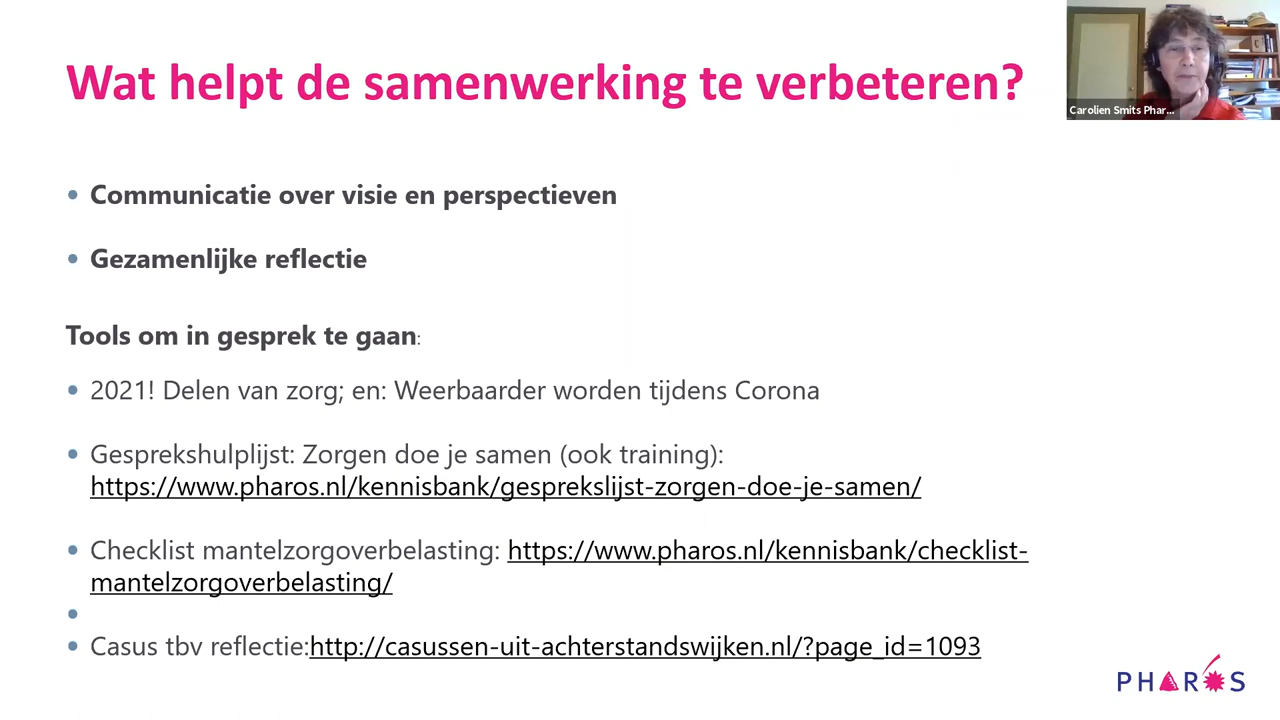 Wat helpt de samenwerking te verbeteren?
Carolien Smits Phar...
• Communicatie over visie en perspectieven
• Gezamenlijke reflectie
Tools om in gesprek te gaan:
• 2021! Delen van zorg; en: Weerbaarder worden tijdens Corona
• Gesprekshulplijst: Zorgen doe je samen (ook training):
https://www.pharos.nl/kennisbank/gesprekslijst-zorgen-doe-je-samen/
• Checklist mantelzorgoverbelasting: https://www.pharos.nl/kennisbank/checklist-
mantelzorgoverbelasting/
•
• Casus tbv reflectie:http://casussen-uit-achterstandswijken.nl/?page_id=1093
PHAROS